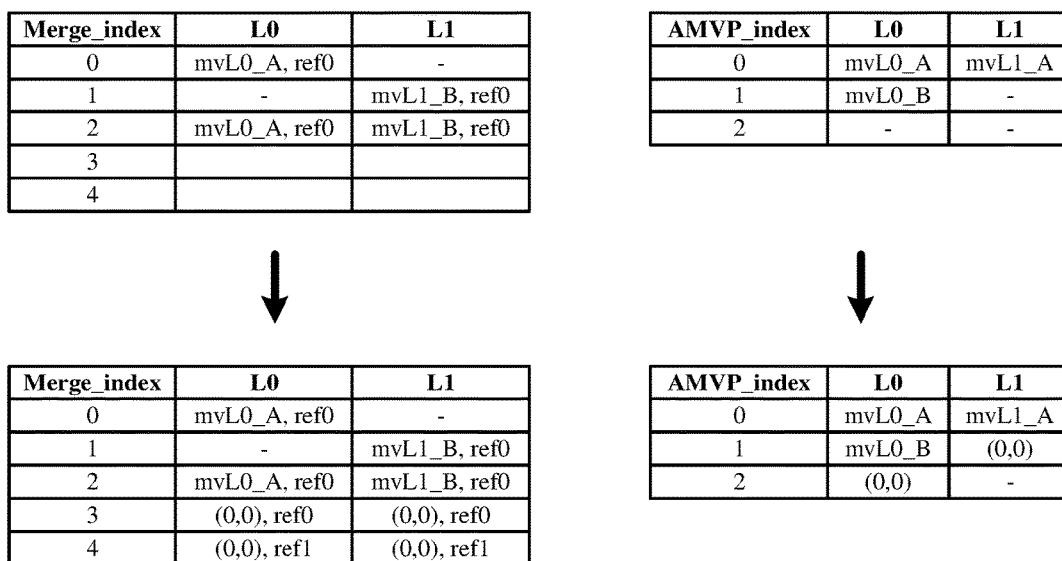 Merge_index L0 L1
0 mvL0_A, ref0 -
1 - mvL1_B, ref0
2 mvL0_A, ref0 mvL1_B, ref0
3
4
AMVP_index L0 L1
0 mvL0_A mvL1_A
1 mvL0_B -
2 - -
Merge_index L0 L1
0 mvL0_A, ref0 -
1 - mvL1_B, ref0
2 mvL0_A, ref0 mvL1_B, ref0
3 (0,0), ref0 (0,0), ref0
4 (0,0), ref1 (0,0), ref1
AMVP_index L0 L1
0 mvL0_A mvL1_A
1 mvL0_B (0,0)
2 (0,0) -